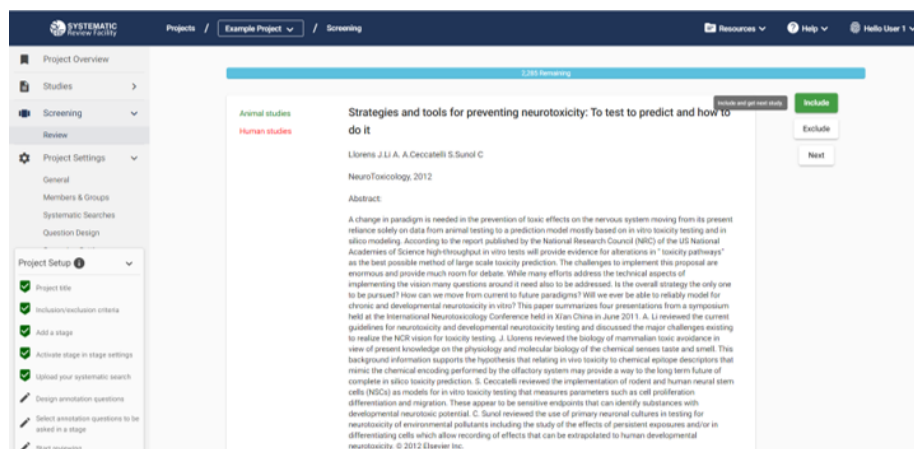 SYSTEMATIC
Review Facility
Projects / Example Project / Screening
Resources
Help
Hello User 1
Project Overview
Studies
Screening
Review
Project Settings
General
Members & Groups
Systematic Searches
Question Design
Project Setup
Project title
Inclusion/exclusion criteria
Add a stage
Activate stage in stage settings
Upload your systematic search
Design annotation questions
Select annotation questions to be
asked in a stage
Start reviewing
2,285 Remaining
Animal studies
Human studies
Strategies and tools for preventing neurotoxicity: To test to predict and how to
do it
Llorens J.Li A. A.Ceccatelli S.Sunol C
NeuroToxicology, 2012
Abstract:
A change in paradigm is needed in the prevention of toxic effects on the nervous system moving from its present
reliance solely on data from animal testing to a prediction model mostly based on in vitro toxicity testing and in
silico modeling. According to the report published by the National Research Council (NRC) of the US National
Academies of Science high-throughput in vitro tests will provide evidence for alterations in " toxicity pathways"
as the best possible method of large scale toxicity prediction. The challenges to implement this proposal are
enormous and provide much room for debate. While many efforts address the technical aspects of
implementing the vision many questions around it need also to be addressed. Is the overall strategy the only one
to be pursued? How can we move from current to future paradigms? Will we ever be able to reliably model for
chronic and developmental neurotoxicity in vitro? This paper summarizes four presentations from a symposium
held at the International Neurotoxicology Conference held in Xi'an China in June 2011. A. Li reviewed the current
guidelines for neurotoxicity and developmental neurotoxicity testing and discussed the major challenges existing
to realize the NCR vision for toxicity testing. J. Llorens reviewed the biology of mammalian toxic avoidance in
view of present knowledge on the physiology and molecular biology of the chemical senses taste and smell. This
background information supports the hypothesis that relating in vivo toxicity to chemical epitope descriptors that
mimic the chemical encoding performed by the olfactory system may provide a way to the long term future of
complete in silico toxicity prediction. S. Ceccatelli reviewed the implementation of rodent and human neural stem
cells (NSCs) as models for in vitro toxicity testing that measures parameters such as cell proliferation
differentiation and migration. These appear to be sensitive endpoints that can identify substances with
developmental neurotoxic potential. C. Sunol reviewed the use of primary neuronal cultures in testing for
neurotoxicity of environmental pollutants including the study of the effects of persistent exposures and/or in
differentiating cells which allow recording of effects that can be extrapolated to human developmental
neurotoxicity. © 2012 Elsevier Inc.
Include and get next study.
Include
Exclude
Next